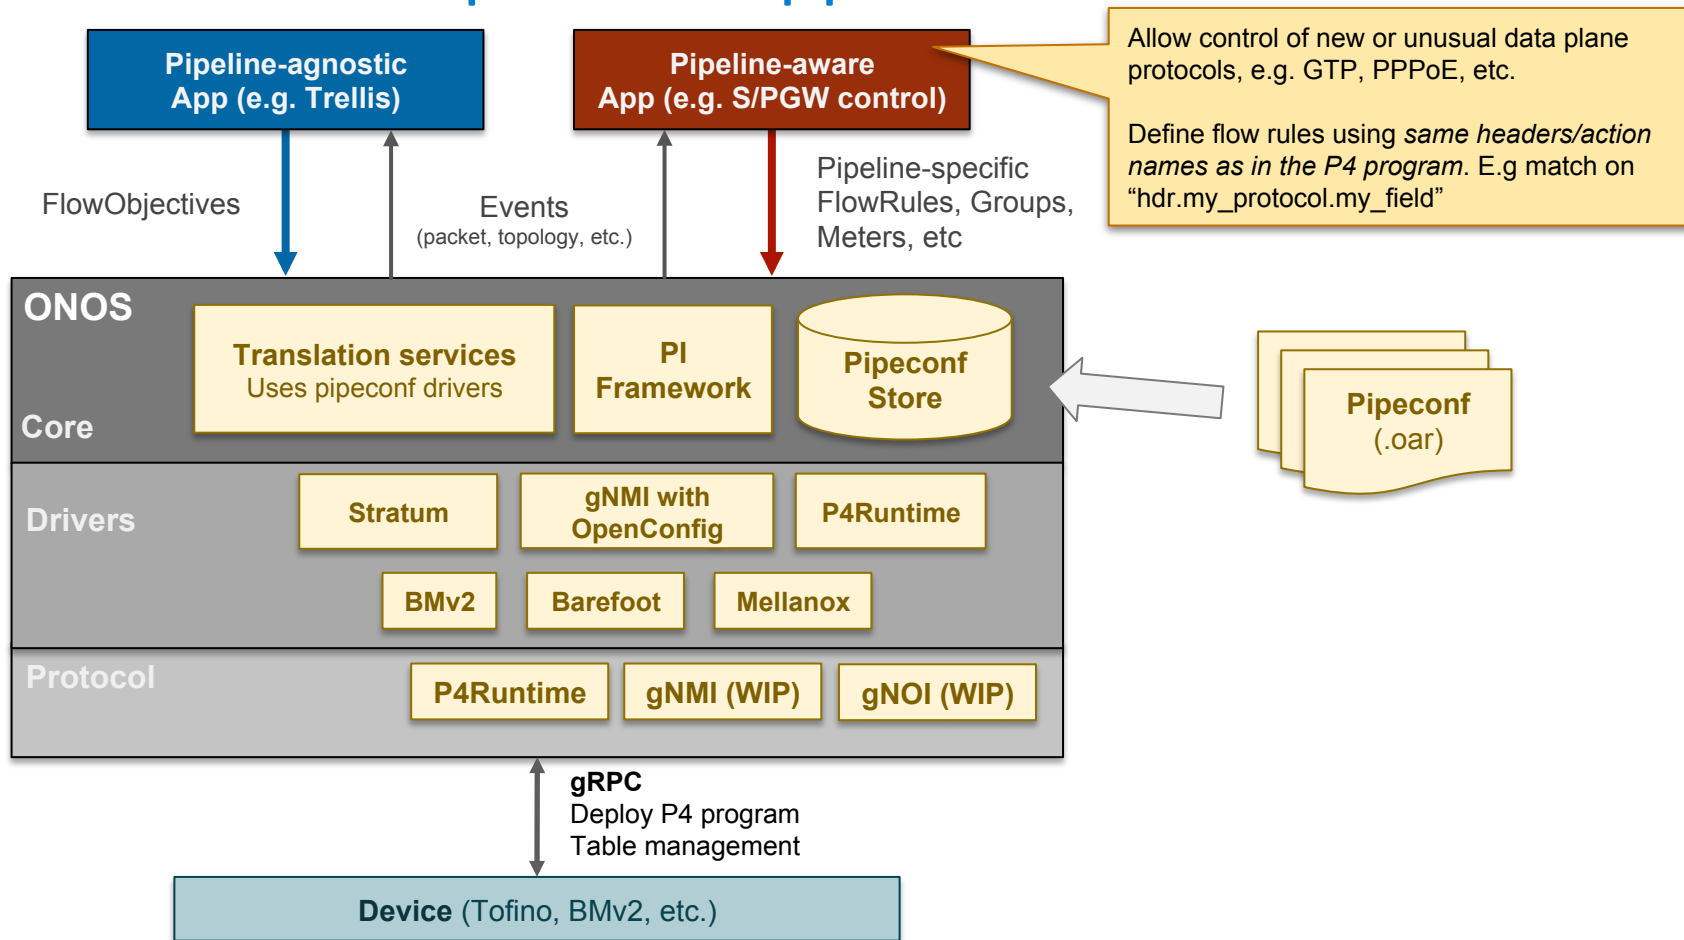 Pipeline-agnostic
App (e.g. Trellis)
Pipeline-aware
App (e.g. S/PGW control)
Allow control of new or unusual data plane
protocols, e.g. GTP, PPPoE, etc.
Define flow rules using same headers/action
names as in the P4 program. E.g match on
“hdr.my_protocol.my_field”
FlowObjectives
Events
(packet, topology, etc.)
Pipeline-specific
FlowRules, Groups,
Meters, etc
ONOS
Translation services
Uses pipeconf drivers
PI
Framework
Pipeconf
Store
Core
Pipeconf
(.oar)
Drivers
Stratum
gNMI with
OpenConfig
P4Runtime
BMv2
Barefoot
Mellanox
Protocol
P4Runtime
gNMI (WIP)
gNOI (WIP)
gRPC
Deploy P4 program
Table management
Device (Tofino, BMv2, etc.)